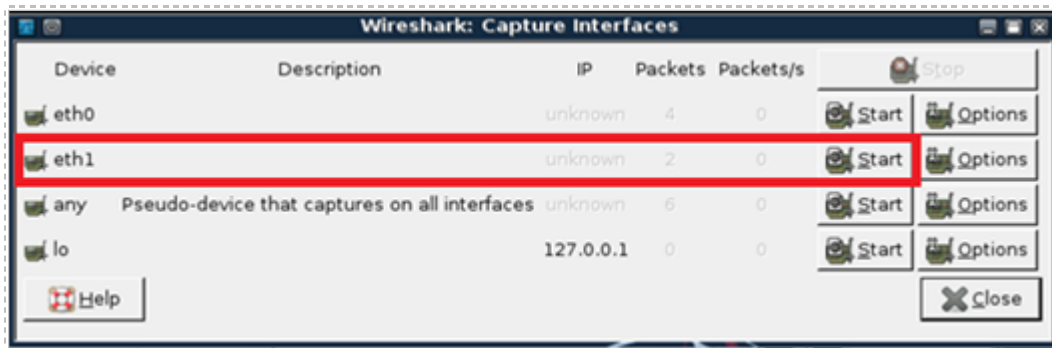 Wireshark: Capture Interfaces
Device Description IP Packets Packets/s Stop
eth0 unknown 4 0 Start Options
eth1 unknown 2 0 Start Options
any Pseudo-device that captures on all interfaces unknown 6 0 Start Options
lo 127.0.0.1 0 0 Start Options
Help Close